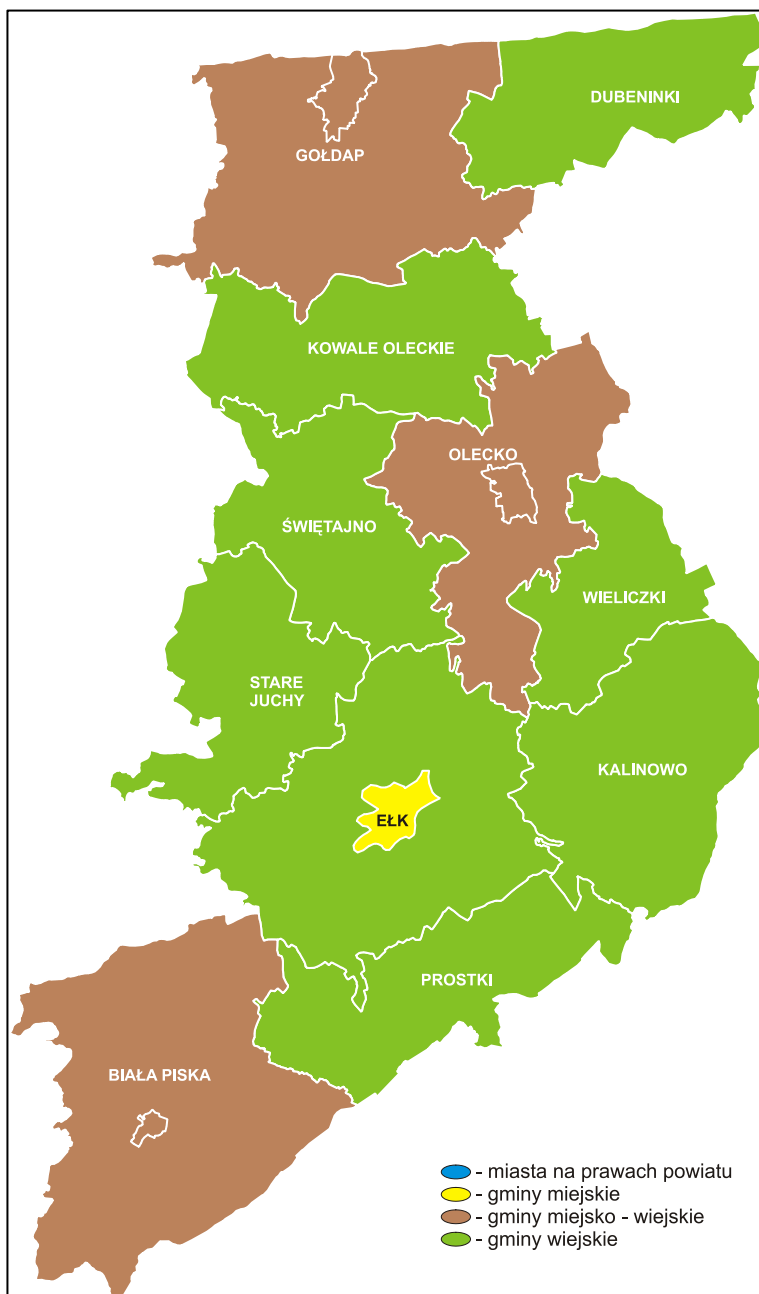 DUBENINKI
GOŁDAP
KOWALE OLECKIE
OLECKO
ŚWIĘTAJNO
WIELICZKI
STARE
JUCHY
KALINOWO
EŁK
PROSTKI
BIAŁA PISKA
- miasta na prawach powiatu
- gminy miejskie
- gminy miejsko - wiejskie
- gminy wiejskie